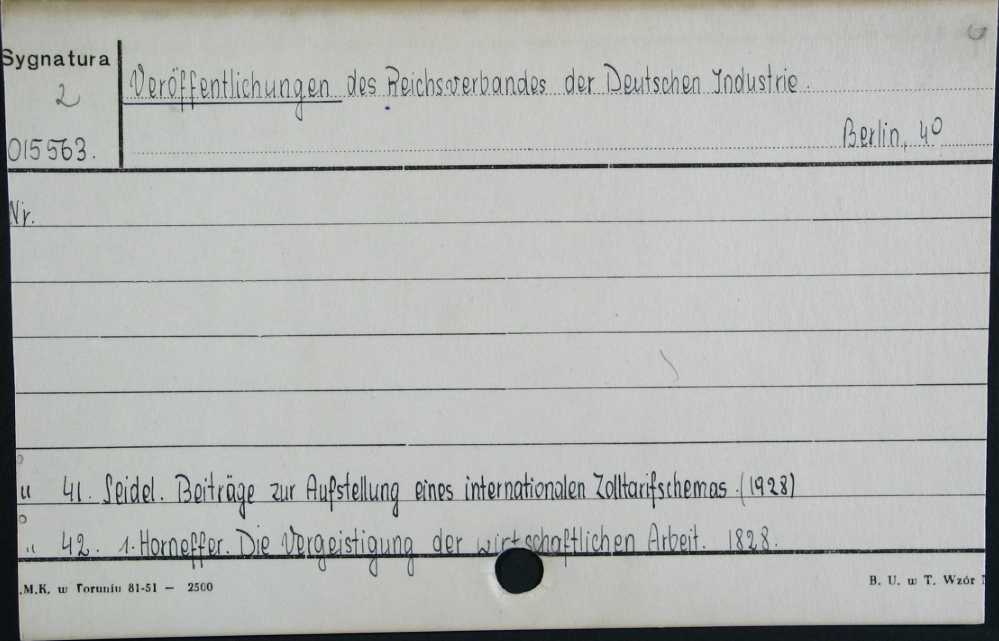 Sygnatura
2
015563.
Veröffentlichungen des Reichsverbandes der Deutschen Industrie.
Berlin, 4°
Nr.
" 41. Seidel. Beiträge zur Aufstellung eines internationalen Zolltarifschemas. (1928)
" 42. 1. Horneffer. Die Vergeistigung der wirtschaftlichen Arbeit. 1828.
.M.K. w Toruniu 81-51 — 2500
B. U. w T. Wzór